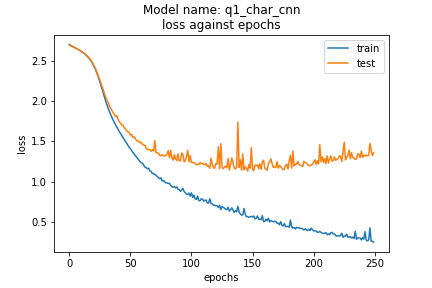 Model name: q1_char_cnn
loss against epochs
train
test
loss
2.5
2.0
1.5
1.0
0.5
0
50
100
150
200
250
epochs